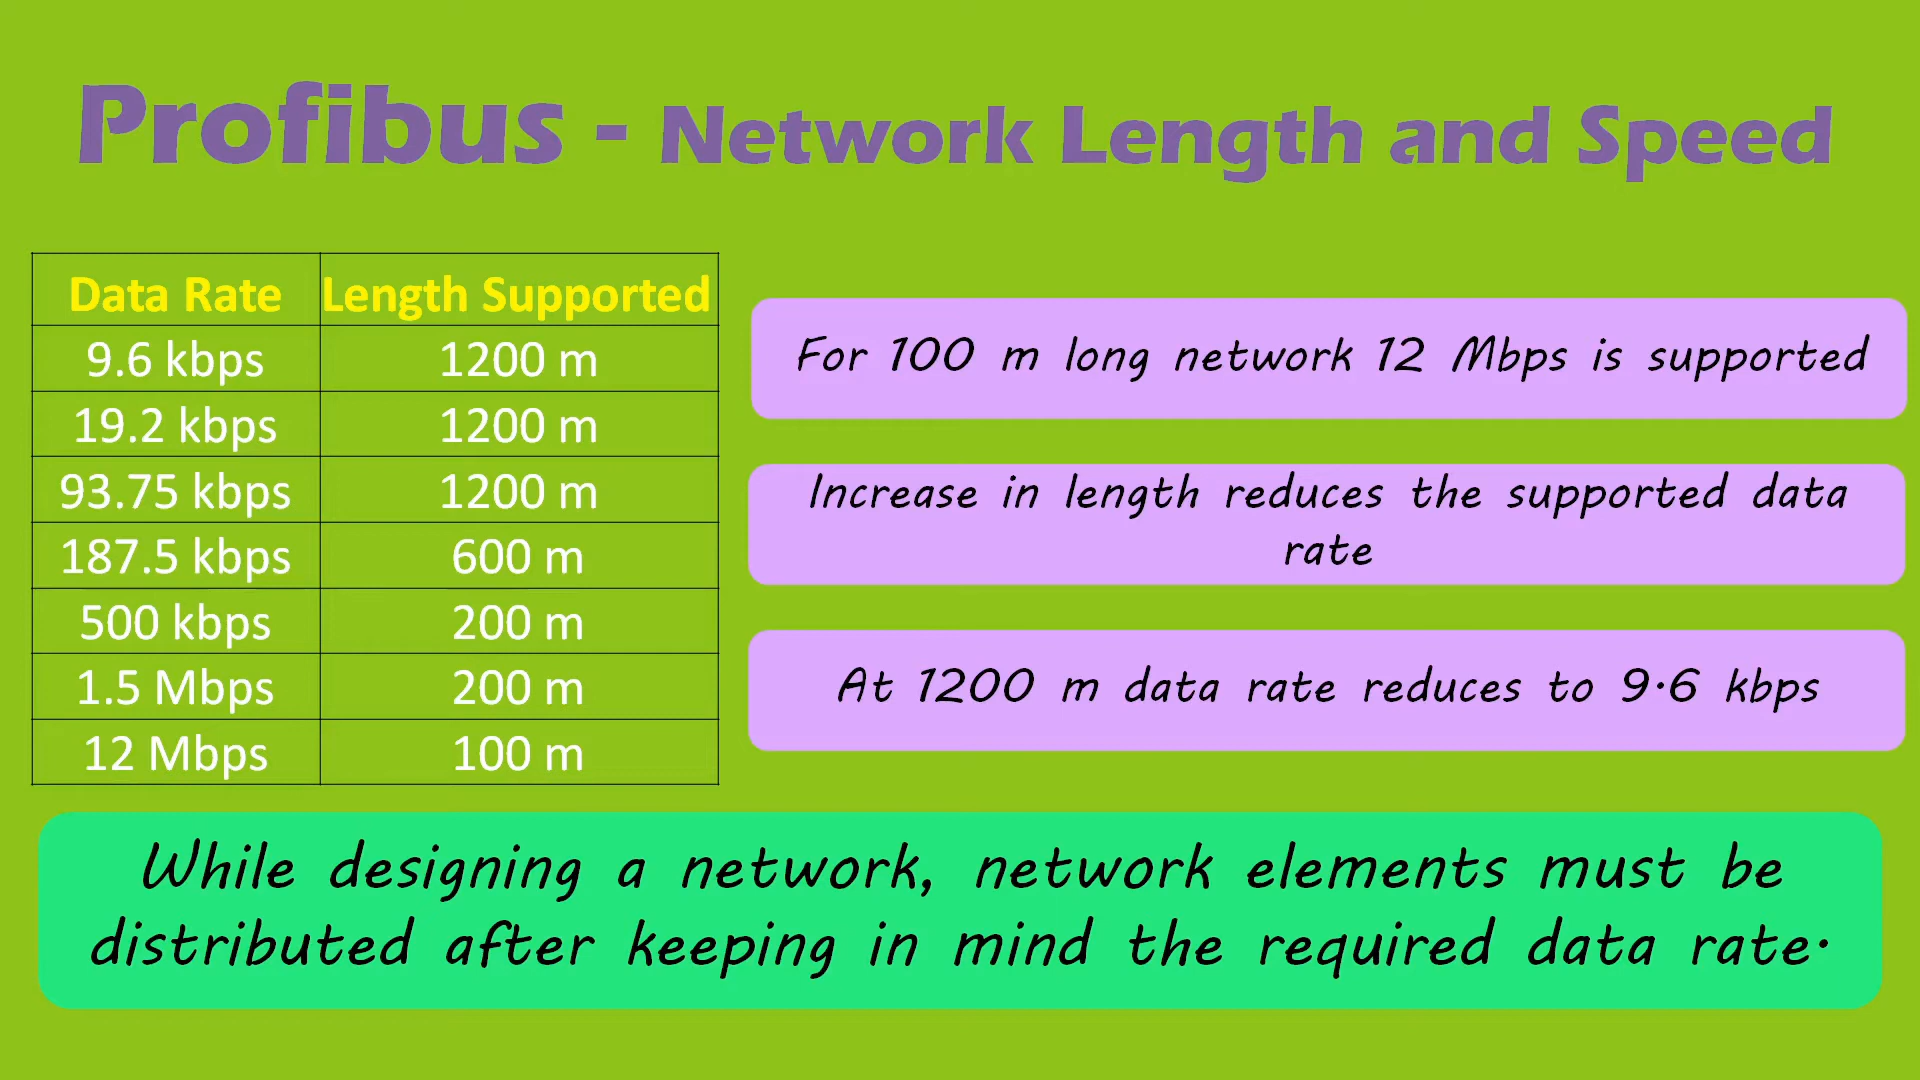 Profibus - Network Length and Speed
Data Rate Length Supported
9.6 kbps 1200 m
19.2 kbps 1200 m
93.75 kbps 1200 m
187.5 kbps 600 m
500 kbps 200 m
1.5 Mbps 200 m
12 Mbps 100 m
For 100 m long network 12 Mbps is supported
Increase in length reduces the supported data
rate
At 1200 m data rate reduces to 9.6 kbps
While designing a network, network elements must be
distributed after keeping in mind the required data rate.